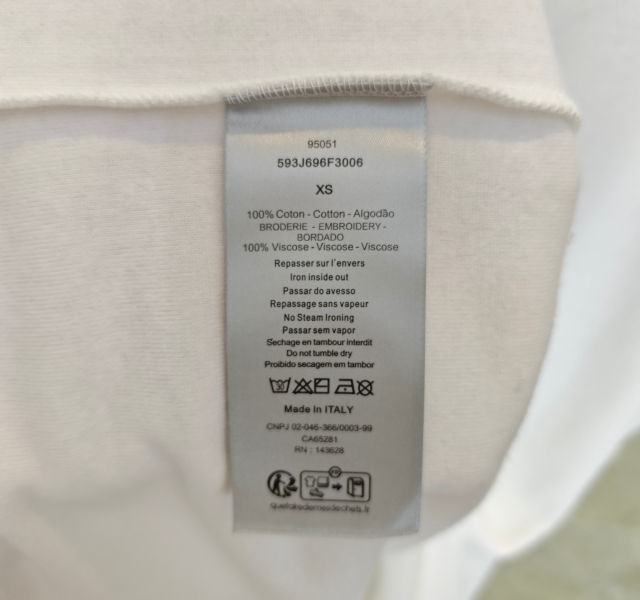 95051
593J696F3006
XS
100% Coton - Cotton - Algodão
BRODERIE - EMBROIDERY -
BORDADO
100% Viscose - Viscose - Viscose
Repasser sur l'envers
Iron inside out
Passar do avesso
Repassage sans vapeur
No Steam Ironing
Passar sem vapor
Sechage en tambour interdit
Do not tumble dry
Proibido secagem em tambor
Made in ITALY
CNPJ 02-046-366/0003-99
CA65281
RN : 143628
quefairedemesdechets.fr